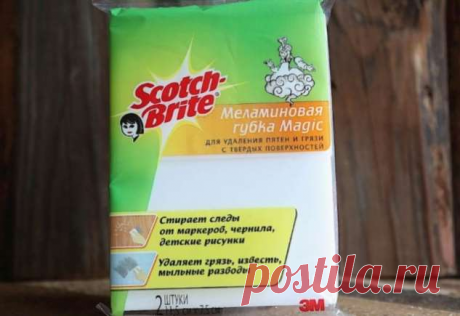 Scotch-
Brite
Меламиновая
губка Magic
ДЛЯ УДАЛЕНИЯ ПЯТЕН И ГРЯЗИ
С ТВЕРДЫХ ПОВЕРХНОСТЕЙ
Стирает следы
от маркеров, чернила,
детские рисунки
Удаляет грязь, известь,
мыльные разводы
2 ШТУКИ
3M
Postila.ru